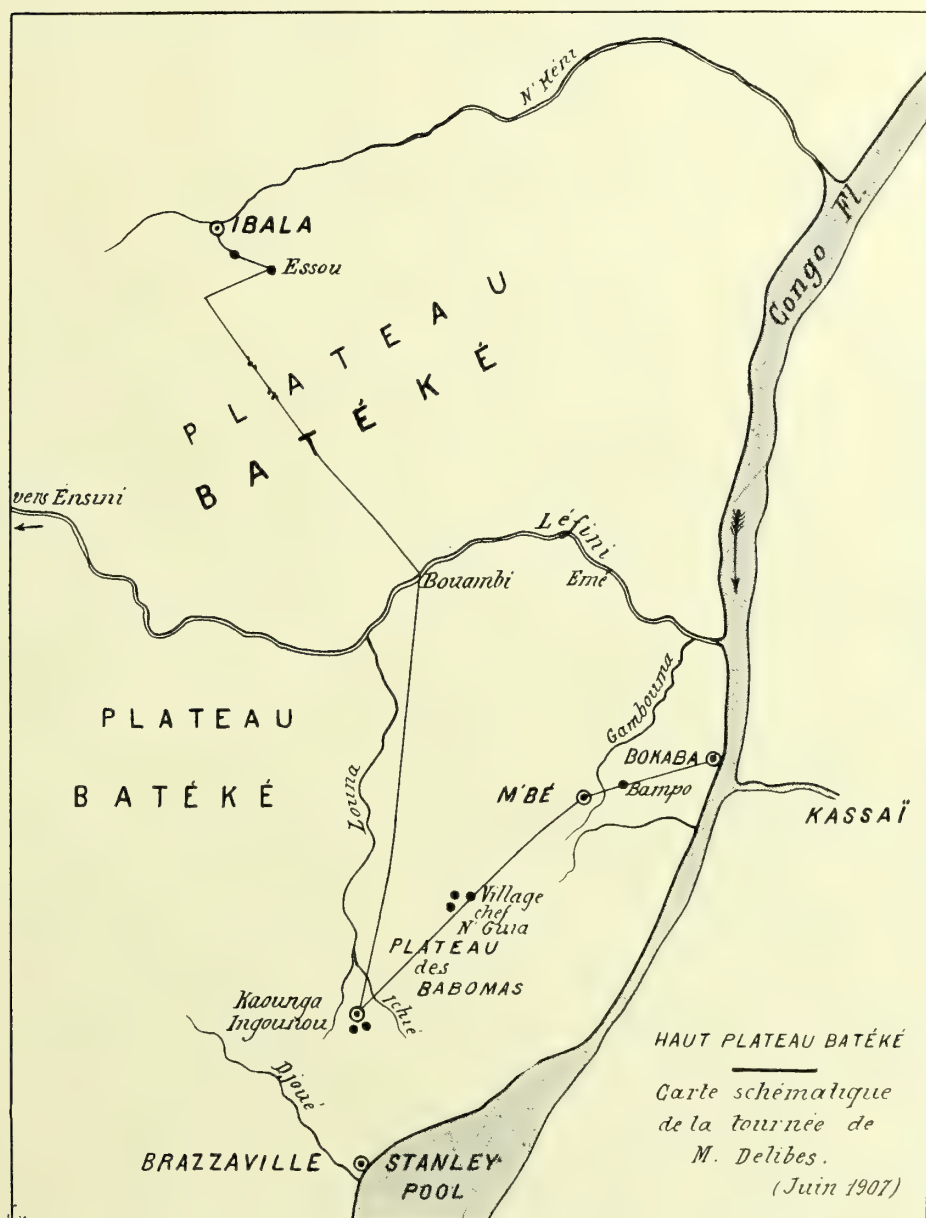 N'Héni
Congo Fl.
IBALA
Essou
PLATEAU
BATÉKÉ
vers Ensini
Léfini
Bouambi
Emé
Gambouma
PLATEAU
BATÉKÉ
Louna
BOKABA
M'BÉ
Bampo
KASSAÏ
Village
chef
N'Guia
PLATEAU
des
BABOMAS
Kaounga
Ingounou
Ichié
Djoué
BRAZZAVILLE
STANLEY
POOL
HAUT PLATEAU BATÉKÉ
Carte schématique
de la tournée de
M. Delibes.
(Juin 1907)